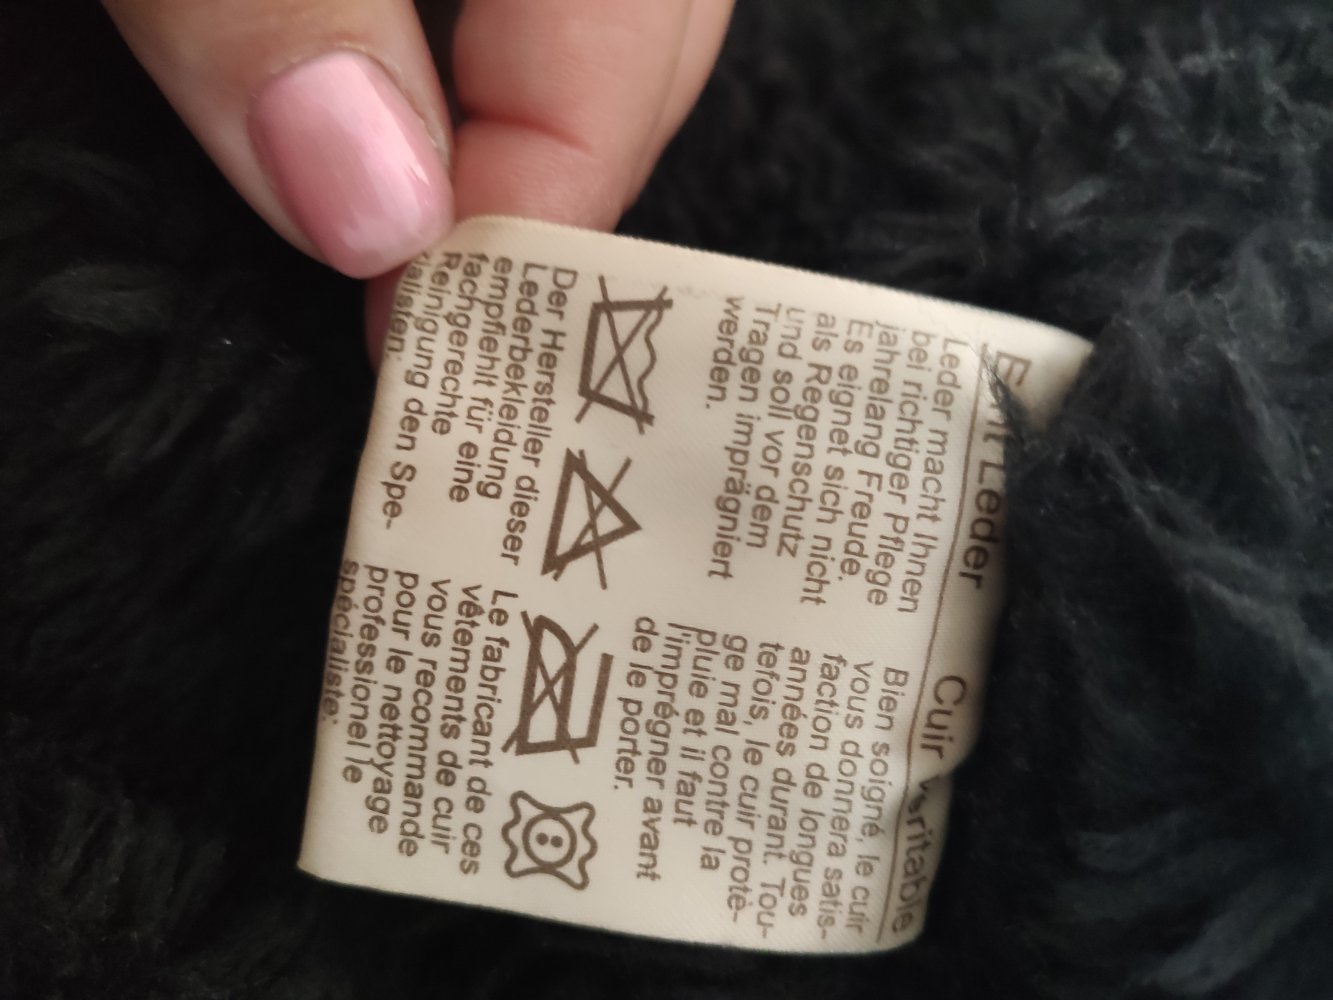 Echt Leder
Leder macht Ihnen
bei richtiger Pflege
jahrelang Freude.
Es eignet sich nicht
als Regenschutz
und soll vor dem
Tragen imprägniert
werden.
Cuir véritable
Bien soigné, le cuir
vous donnera satis-
faction de longues
années durant. Tou-
tefois, le cuir protè-
ge mal contre la
pluie et il faut
l'imprégner avant
de le porter.
Der Hersteller dieser
Lederbekleidung
empfiehlt für eine
fachgerechte
Reinigung den Spe-
zialisten.
Le fabricant de ces
vêtements de cuir
vous recommande
pour le nettoyage
professionel le
spécialiste.